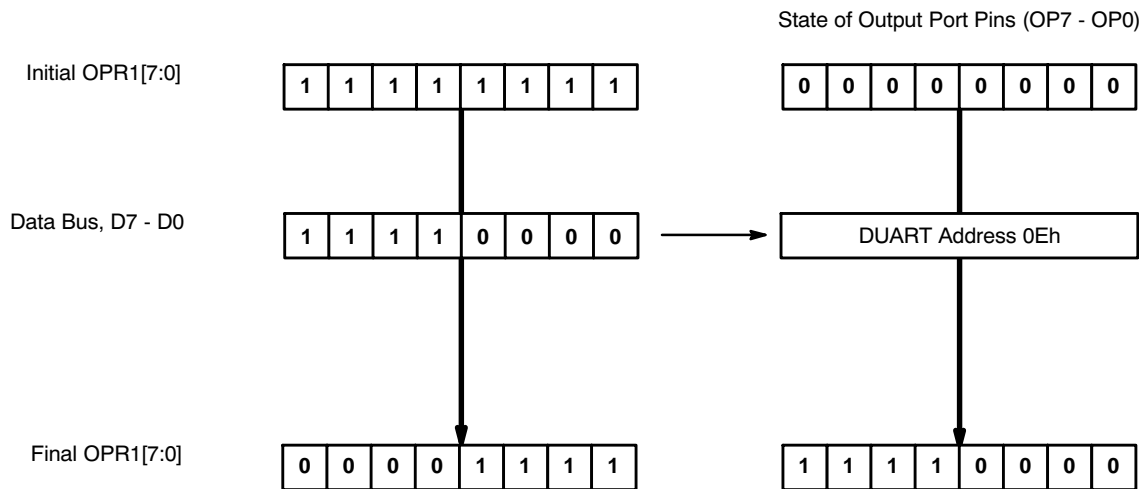 State of Output Port Pins (OP7 - OP0)
Initial OPR1[7:0]
1 1 1 1 1 1 1 1
0 0 0 0 0 0 0 0
Data Bus, D7 - D0
1 1 1 1 0 0 0 0
DUART Address 0Eh
Final OPR1[7:0]
0 0 0 0 1 1 1 1
1 1 1 1 0 0 0 0